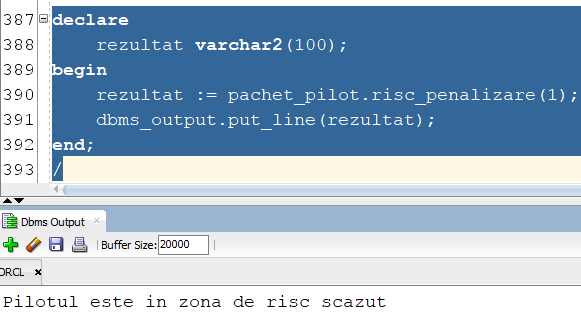 387 declare
388 rezultat varchar2(100);
389 begin
390 rezultat := pachet_pilot.risc_penalizare(1);
391 dbms_output.put_line(rezultat);
392 end;
393 /
Dbms Output ×
Buffer Size: 20000
ORCL ×
Pilotul este in zona de risc scazut